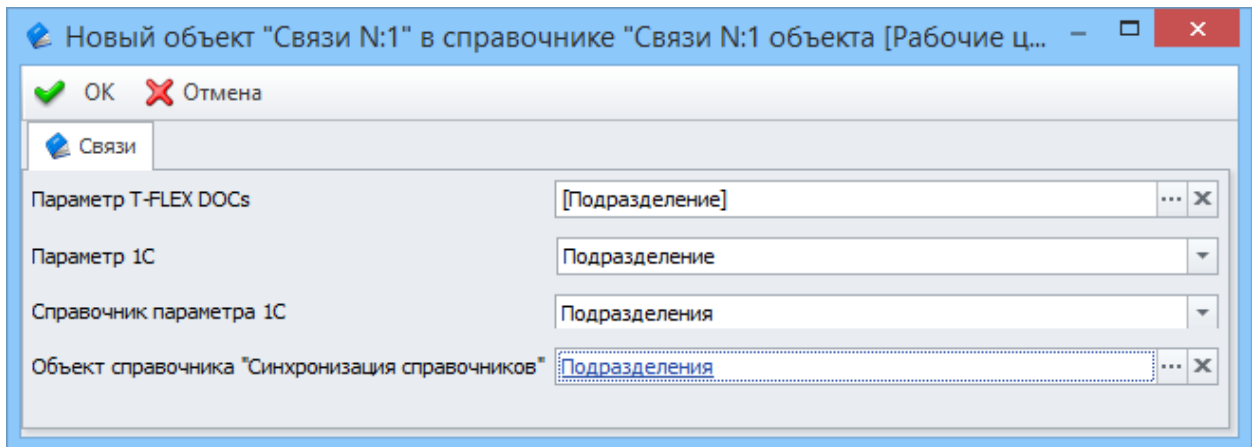 Новый объект "Связи N:1" в справочнике "Связи N:1 объекта [Рабочие ц...
ОК Отмена
Связи
Параметр T-FLEX DOCs [Подразделение]
Параметр 1С Подразделение
Справочник параметра 1С Подразделения
Объект справочника "Синхронизация справочников" Подразделения